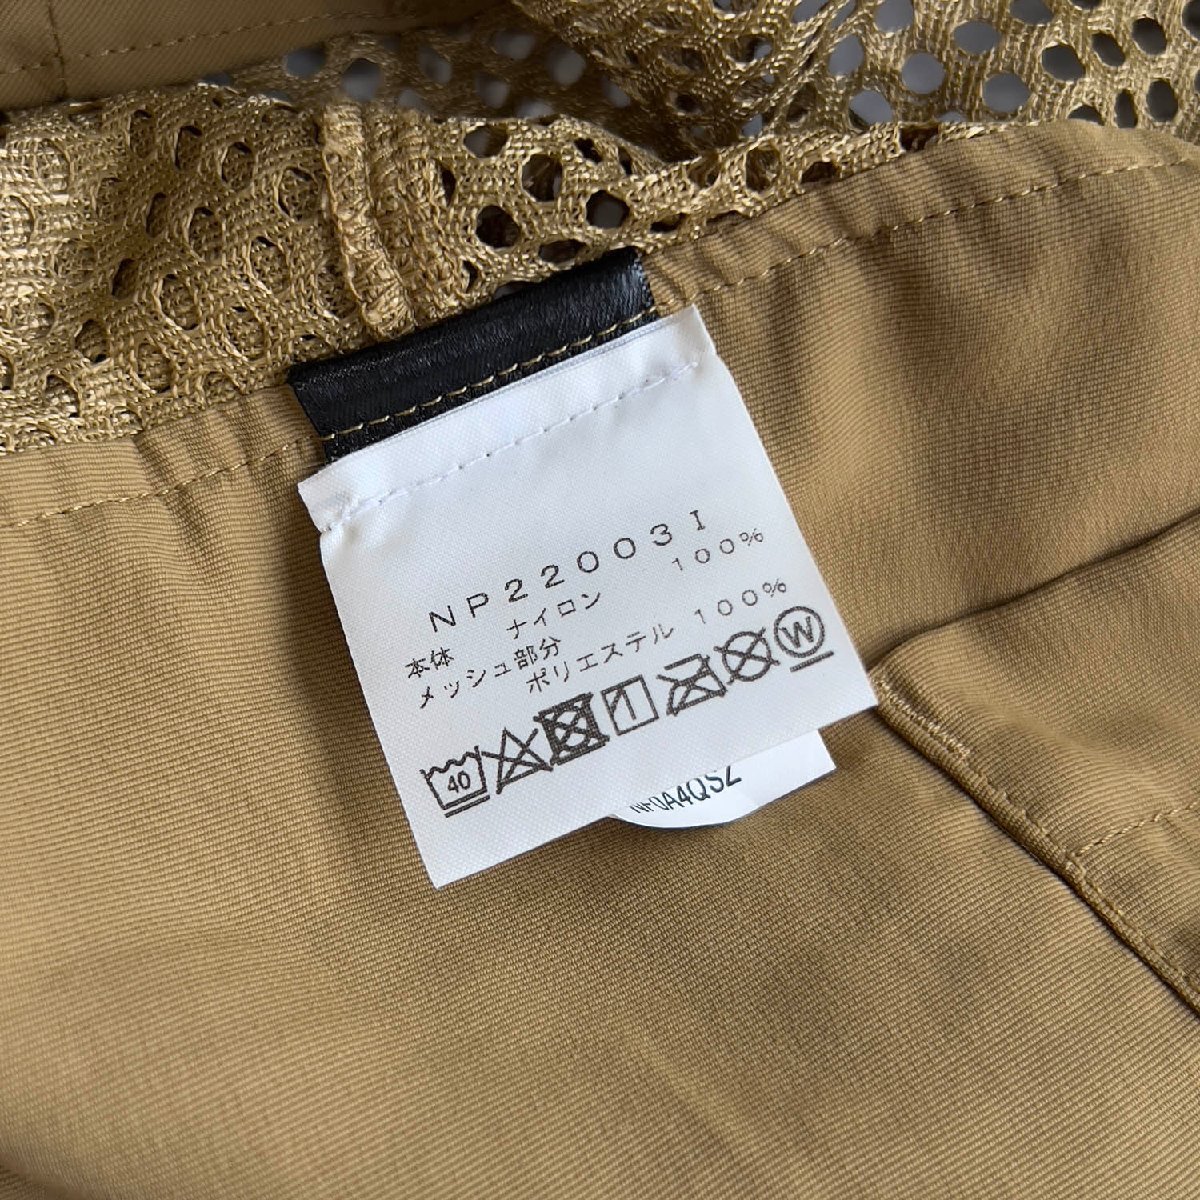 NP22003I
本体 ナイロン 100%
メッシュ部分
ポリエステル 100%
40 W
NF0A4QSZ